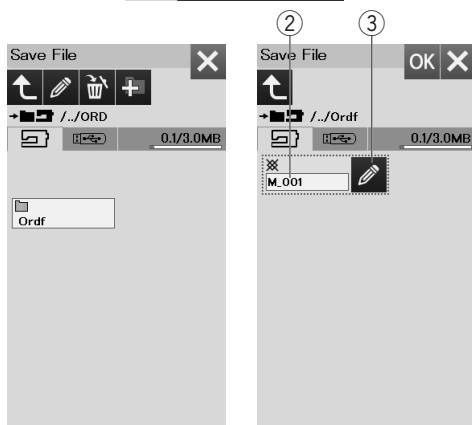 ② ③
Save File
/../ORD
0.1/3.0MB
Ordf
Save File
OK
/../Ordf
0.1/3.0MB
M_001